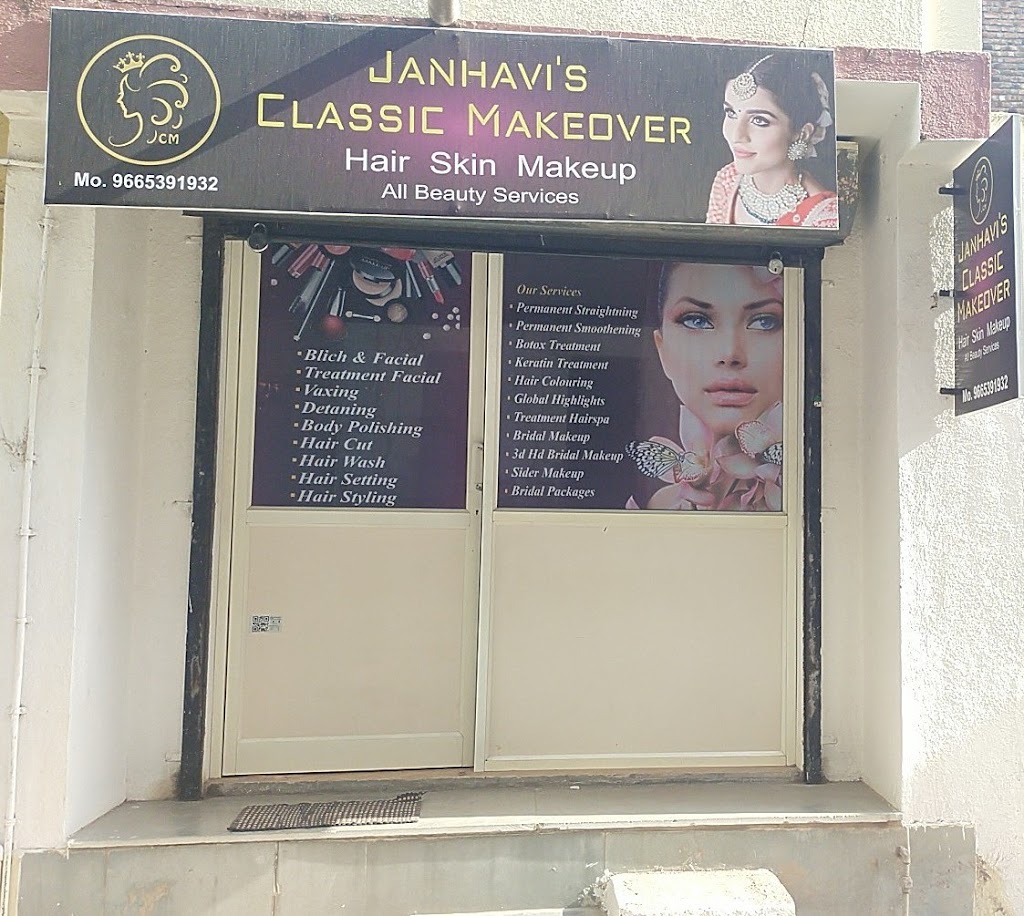 JANHAVI'S
CLASSIC MAKEOVER
Hair Skin Makeup
All Beauty Services
JCM
Mo. 9665391932
Blich & Facial
Treatment Facial
Vaxing
Detaning
Body Polishing
Hair Cut
Hair Wash
Hair Setting
Hair Styling
Our Services
Permanent Straightning
Permanent Smoothening
Botox Treatment
Keratin Treatment
Hair Colouring
Global Highlights
Treatment Hairspa
Bridal Makeup
3d Hd Bridal Makeup
Sider Makeup
Bridal Packages
JANHAVI'S
CLASSIC
MAKEOVER
Hair Skin Makeup
All Beauty Services
Mo. 9665391932